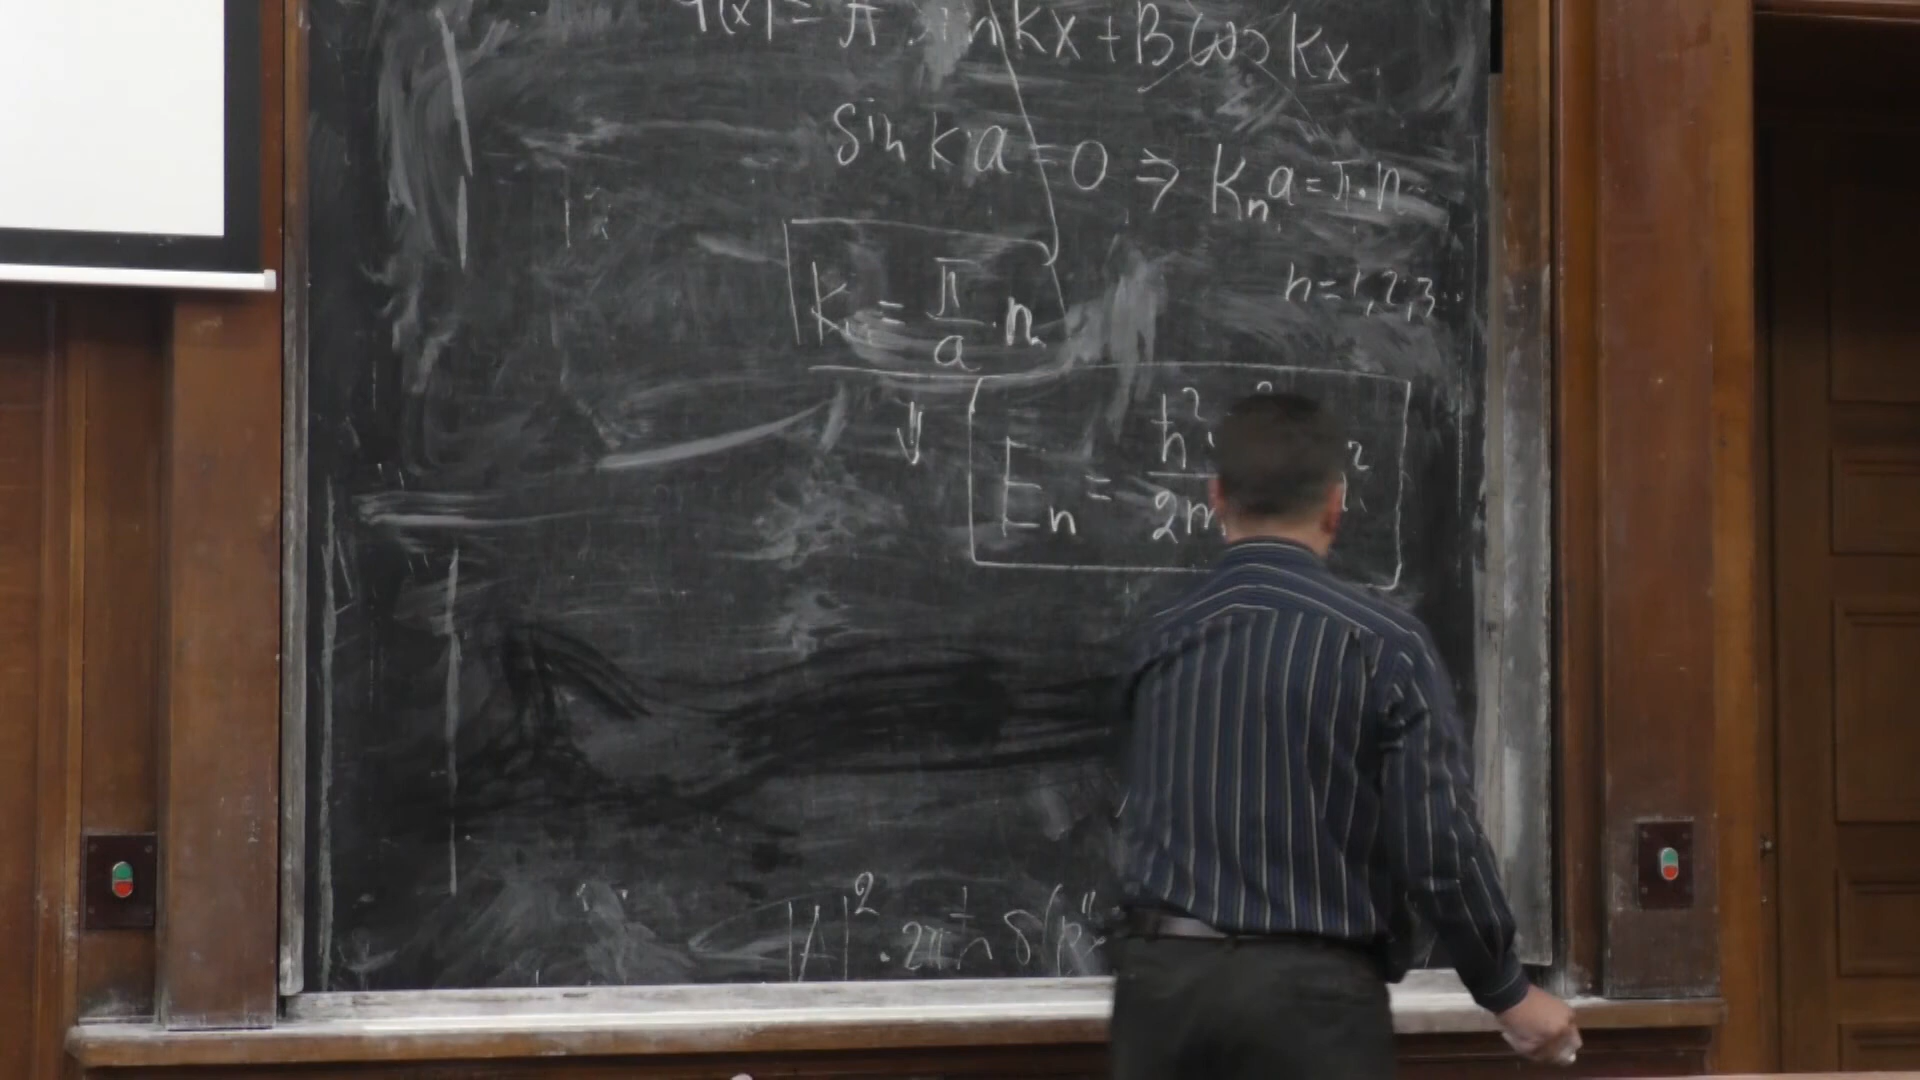 (x) = A sin kx + B cos kx
sin ka = 0 ⇒ Kₙa = π·n
n = 1,2,3..
Kₙ = π/a · n
⇓
Eₙ = ħ²
2m
|A|² · 2πħ δ(p''ₓ